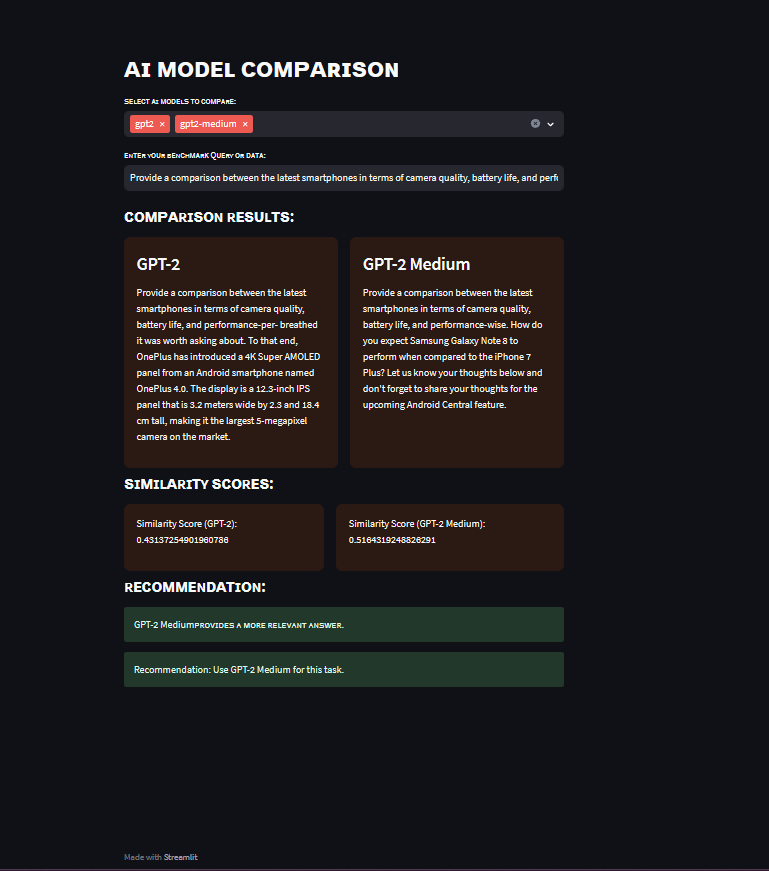 AI MODEL COMPARISON
SELECT AI MODELS TO COMPARE:
gpt2 ×
gpt2-medium ×
ENTER YOUR BENCHMARK QUERY OR DATA:
Provide a comparison between the latest smartphones in terms of camera quality, battery life, and perfo
COMPARISON RESULTS:
GPT-2
Provide a comparison between the latest
smartphones in terms of camera quality,
battery life, and performance-per- breathed
it was worth asking about. To that end,
OnePlus has introduced a 4K Super AMOLED
panel from an Android smartphone named
OnePlus 4.0. The display is a 12.3-inch IPS
panel that is 3.2 meters wide by 2.3 and 18.4
cm tall, making it the largest 5-megapixel
camera on the market.
GPT-2 Medium
Provide a comparison between the latest
smartphones in terms of camera quality,
battery life, and performance-wise. How do
you expect Samsung Galaxy Note 8 to
perform when compared to the iPhone 7
Plus? Let us know your thoughts below and
don't forget to share your thoughts for the
upcoming Android Central feature.
SIMILARITY SCORES:
Similarity Score (GPT-2):
0.43137254901960786
Similarity Score (GPT-2 Medium):
0.5164319248826291
RECOMMENDATION:
GPT-2 MediumPROVIDES A MORE RELEVANT ANSWER.
Recommendation: Use GPT-2 Medium for this task.
Made with Streamlit